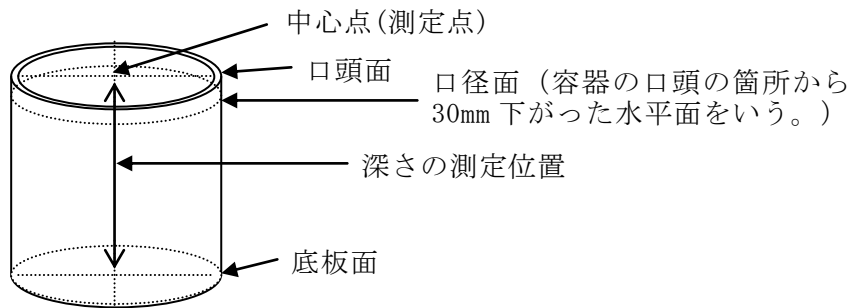 中心点(測定点)
口頭面
口径面（容器の口頭の箇所から
30mm 下がった水平面をいう。）
深さの測定位置
底板面